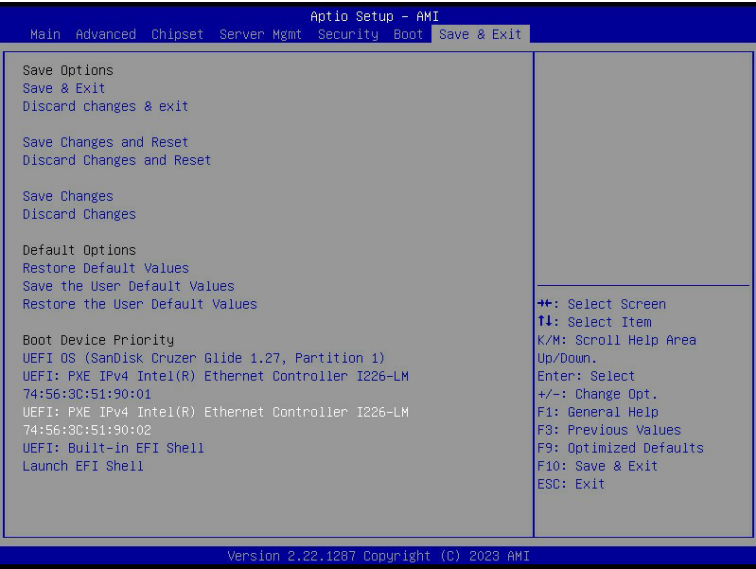 Aptio Setup – AMI
Main Advanced Chipset Server Mgmt Security Boot Save & Exit
Save Options
Save & Exit
Discard changes & exit
Save Changes and Reset
Discard Changes and Reset
Save Changes
Discard Changes
Default Options
Restore Default Values
Save the User Default Values
Restore the User Default Values
Boot Device Priority
UEFI OS (SanDisk Cruzer Glide 1.27, Partition 1)
UEFI: PXE IPv4 Intel(R) Ethernet Controller I226-LM
74:56:3C:51:90:01
UEFI: PXE IPv4 Intel(R) Ethernet Controller I226-LM
74:56:3C:51:90:02
UEFI: Built-in EFI Shell
Launch EFI Shell
→←: Select Screen
↑↓: Select Item
K/M: Scroll Help Area
Up/Down.
Enter: Select
+/-: Change Opt.
F1: General Help
F3: Previous Values
F9: Optimized Defaults
F10: Save & Exit
ESC: Exit
Version 2.22.1287 Copyright (C) 2023 AMI